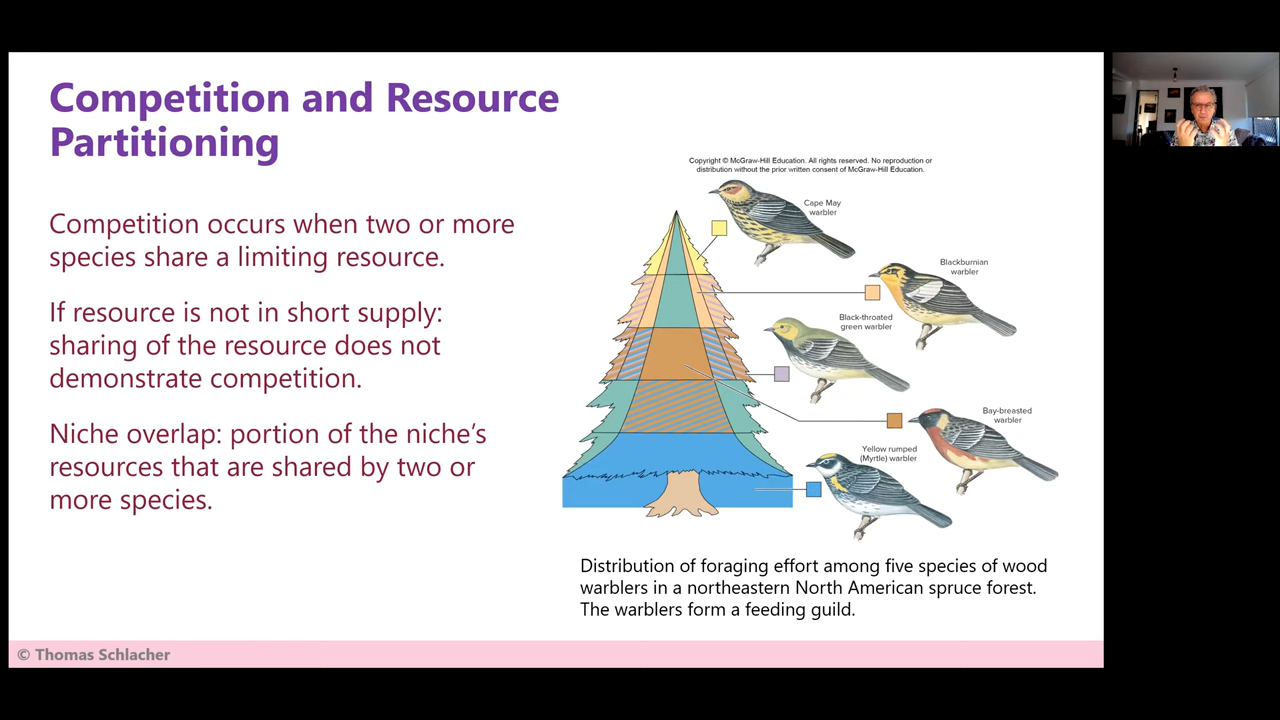 Competition and Resource
Partitioning
Competition occurs when two or more
species share a limiting resource.
If resource is not in short supply:
sharing of the resource does not
demonstrate competition.
Niche overlap: portion of the niche's
resources that are shared by two or
more species.
Copyright © McGraw-Hill Education. All rights reserved. No reproduction or
distribution without the prior written consent of McGraw-Hill Education.
Cape May
warbler
Blackburnian
warbler
Black-throated
green warbler
Bay-breasted
warbler
Yellow rumped
(Myrtle) warbler
Distribution of foraging effort among five species of wood
warblers in a northeastern North American spruce forest.
The warblers form a feeding guild.
© Thomas Schlacher